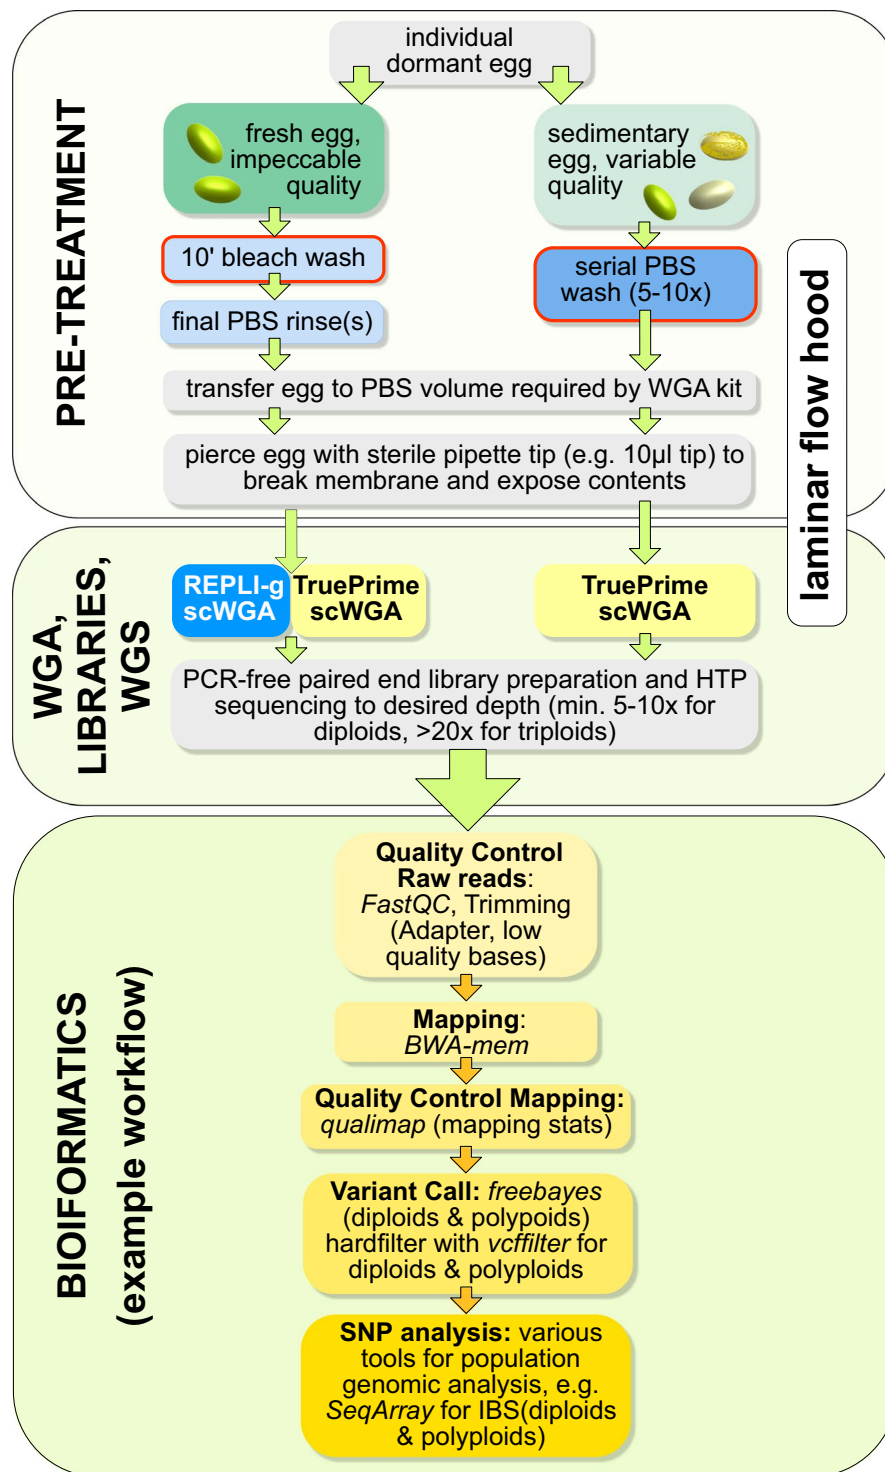 PRE-TREATMENT
individual
dormant egg
fresh egg,
impeccable
quality
sedimentary
egg, variable
quality
10' bleach wash
serial PBS
wash (5-10x)
final PBS rinse(s)
transfer egg to PBS volume required by WGA kit
pierce egg with sterile pipette tip (e.g. 10µl tip) to
break membrane and expose contents
laminar flow hood
WGA,
LIBRARIES,
WGS
REPLI-g
scWGA
TruePrime
scWGA
TruePrime
scWGA
PCR-free paired end library preparation and HTP
sequencing to desired depth (min. 5-10x for
diploids, >20x for triploids)
BIOIFORMATICS
(example workflow)
Quality Control
Raw reads:
FastQC, Trimming
(Adapter, low
quality bases)
Mapping:
BWA-mem
Quality Control Mapping:
qualimap (mapping stats)
Variant Call: freebayes
(diploids & polypoids)
hardfilter with vcffilter for
diploids & polyploids
SNP analysis: various
tools for population
genomic analysis, e.g.
SeqArray for IBS(diploids
& polyploids)